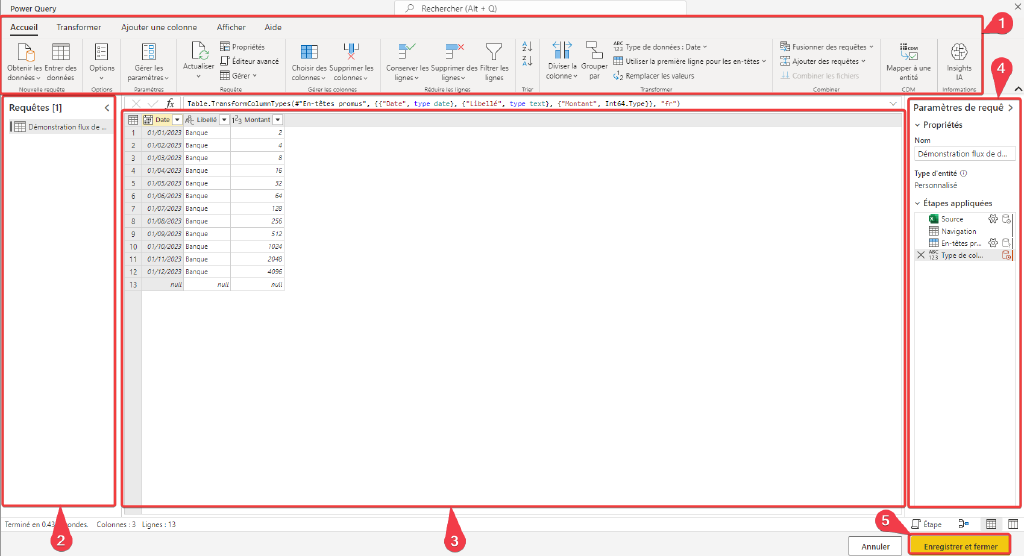 Power Query
Rechercher (Alt + Q)
Accueil Transformer Ajouter une colonne Afficher Aide
1
Obtenir les données Entrer des données
Nouvelle requête
Options
Options
Gérer les paramètres
Paramètres
Actualiser
Propriétés
Éditeur avancé
Gérer
Requête
Choisir des colonnes Supprimer les colonnes
Gérer les colonnes
Conserver les lignes Supprimer des lignes Filtrer les lignes
Réduire les lignes
Trier
Diviser la colonne Grouper par
Type de données : Date
Utiliser la première ligne pour les en-têtes
Remplacer les valeurs
Transformer
Fusionner des requêtes
Ajouter des requêtes
Combiner les fichiers
Combiner
Mapper à une entité
CDM
Insights IA
Informations
4
Requêtes [1]
Démonstration flux de ...
Table.TransformColumnTypes(#"En-têtes promus", {{"Date", type date}, {"Libellé", type text}, {"Montant", Int64.Type}}, "fr")
Date Libellé Montant
1 01/01/2023 Banque 2
2 01/02/2023 Banque 4
3 01/03/2023 Banque 8
4 01/04/2023 Banque 16
5 01/05/2023 Banque 32
6 01/06/2023 Banque 64
7 01/07/2023 Banque 128
8 01/08/2023 Banque 256
9 01/09/2023 Banque 512
10 01/10/2023 Banque 1024
11 01/11/2023 Banque 2048
12 01/12/2023 Banque 4096
13 null null null
Paramètres de requê
Propriétés
Nom
Démonstration flux de d...
Type d'entité
Personnalisé
Étapes appliquées
Source
Navigation
En-têtes pr...
Type de col...
Terminé en 0.43 ondes. Colonnes : 3 Lignes : 13
Étape
2
3
5
Annuler
Enregistrer et fermer